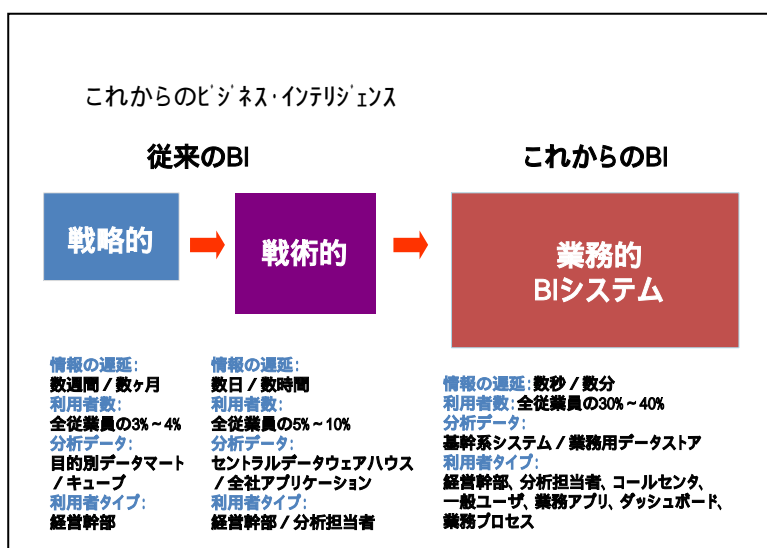 これからのﾋﾞｼﾞﾈｽ･ｲﾝﾃﾘｼﾞｪﾝｽ
従来のBI
これからのBI
戦略的
戦術的
業務的
BIシステム
情報の遅延:
数週間 / 数ヶ月
利用者数:
全従業員の3%~4%
分析データ:
目的別データマート
/ キューブ
利用者タイプ:
経営幹部
情報の遅延:
数日 / 数時間
利用者数:
全従業員の5%~10%
分析データ:
セントラルデータウェアハウス
/ 全社アプリケーション
利用者タイプ:
経営幹部 / 分析担当者
情報の遅延: 数秒 / 数分
利用者数: 全従業員の30%~40%
分析データ:
基幹系システム / 業務用データストア
利用者タイプ:
経営幹部、分析担当者、コールセンタ、
一般ユーザ、業務アプリ、ダッシュボード、
業務プロセス